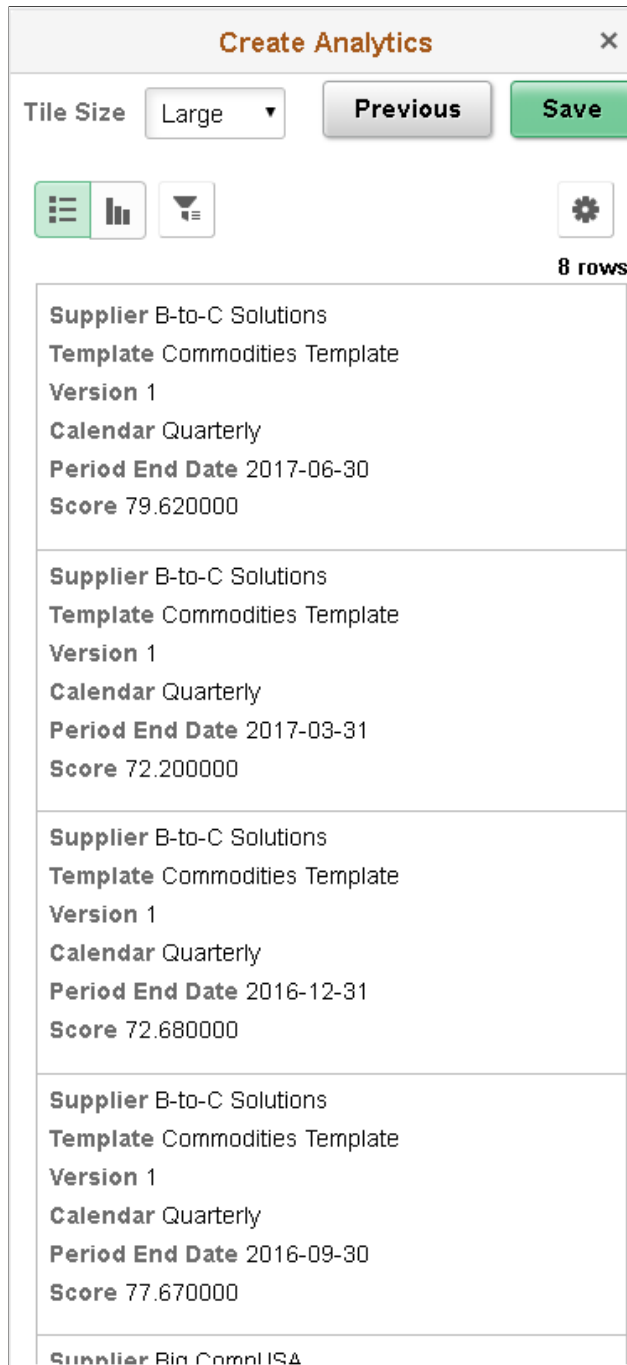 Create Analytics ×
Tile Size Large Previous Save
8 rows
Supplier B-to-C Solutions
Template Commodities Template
Version 1
Calendar Quarterly
Period End Date 2017-06-30
Score 79.620000
Supplier B-to-C Solutions
Template Commodities Template
Version 1
Calendar Quarterly
Period End Date 2017-03-31
Score 72.200000
Supplier B-to-C Solutions
Template Commodities Template
Version 1
Calendar Quarterly
Period End Date 2016-12-31
Score 72.680000
Supplier B-to-C Solutions
Template Commodities Template
Version 1
Calendar Quarterly
Period End Date 2016-09-30
Score 77.670000
Supplier Big CompUSA